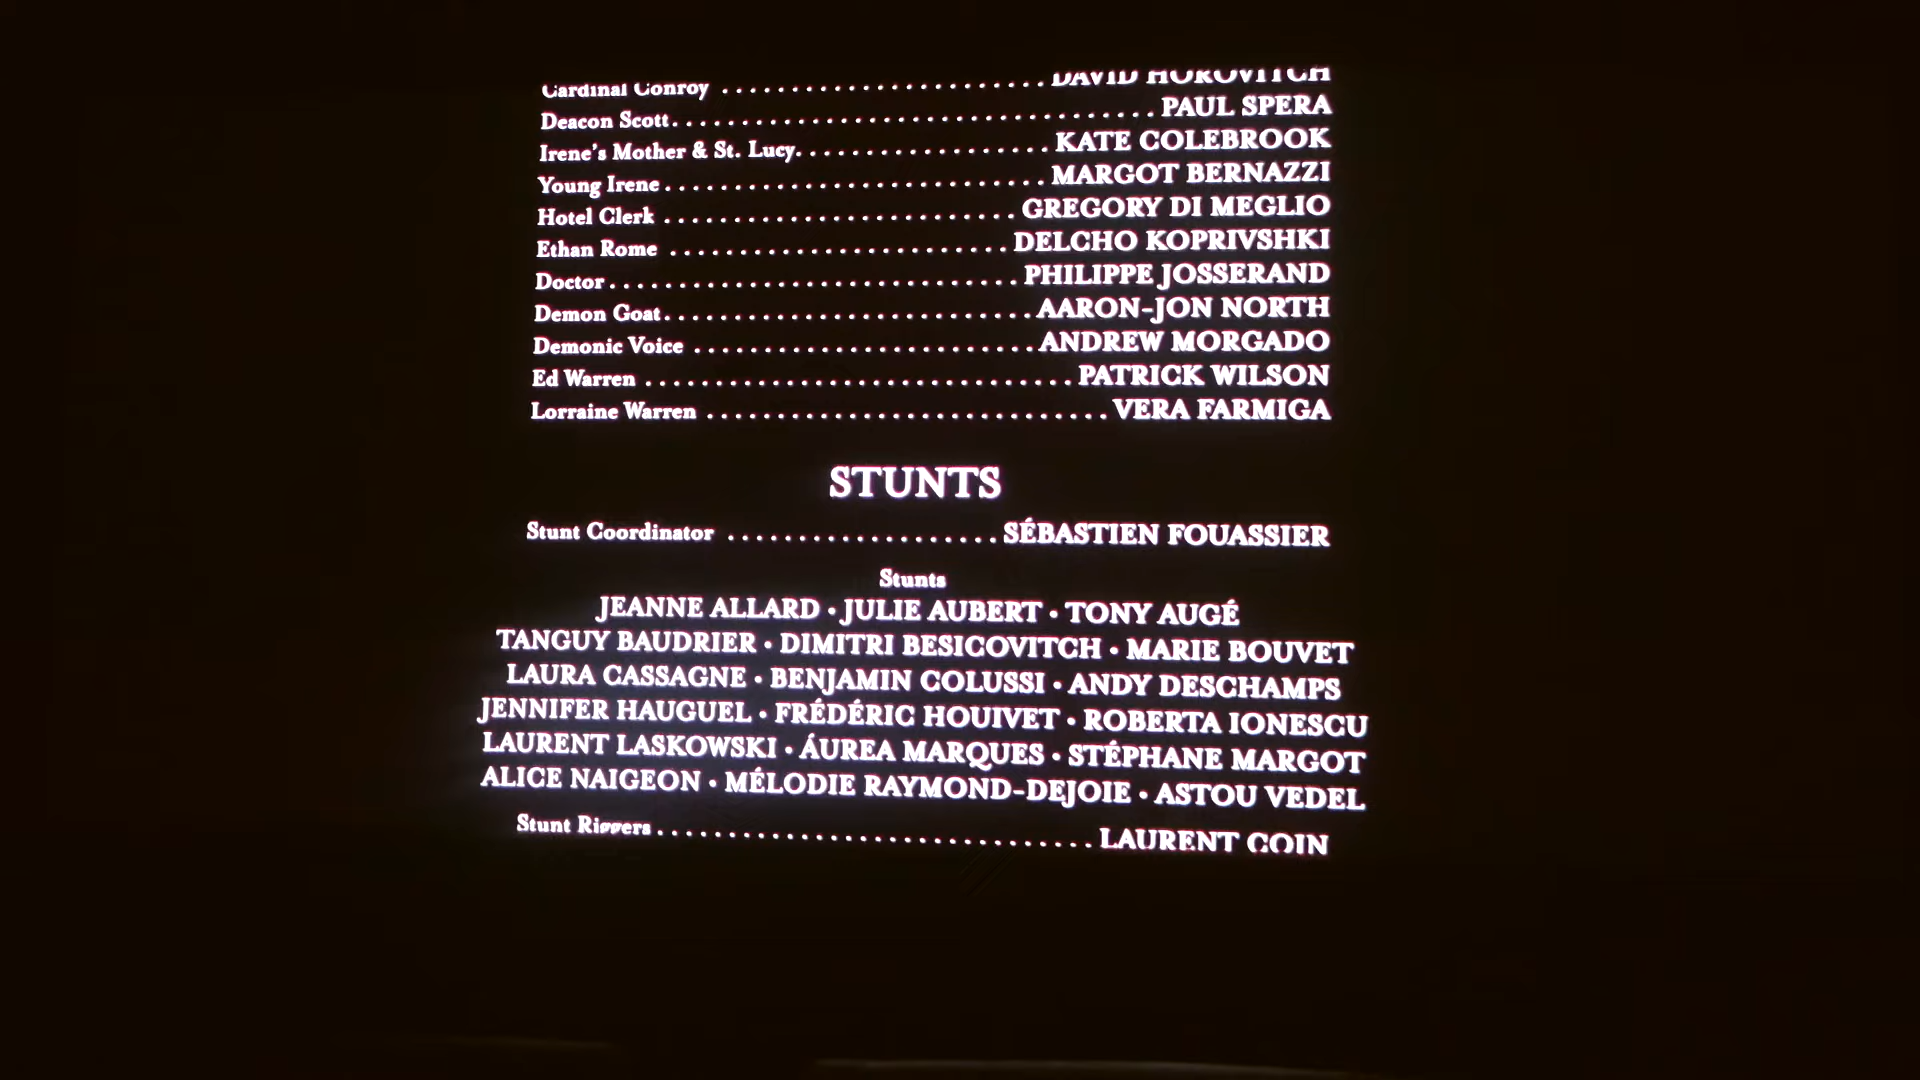 Cardinal Conroy ........................ DAVID HOROVITCH
Deacon Scott................................... PAUL SPERA
Irene's Mother & St. Lucy.................. KATE COLEBROOK
Young Irene............................ MARGOT BERNAZZI
Hotel Clerk ......................... GREGORY DI MEGLIO
Ethan Rome ........................ DELCHO KOPRIVSHKI
Doctor.............................. PHILIPPE JOSSERAND
Demon Goat........................... AARON-JON NORTH
Demonic Voice ......................... ANDREW MORGADO
Ed Warren ............................... PATRICK WILSON
Lorraine Warren ............................. VERA FARMIGA
STUNTS
Stunt Coordinator ................... SÉBASTIEN FOUASSIER
Stunts
JEANNE ALLARD • JULIE AUBERT • TONY AUGÉ
TANGUY BAUDRIER • DIMITRI BESICOVITCH • MARIE BOUVET
LAURA CASSAGNE • BENJAMIN COLUSSI • ANDY DESCHAMPS
JENNIFER HAUGUEL • FRÉDÉRIC HOUIVET • ROBERTA IONESCU
LAURENT LASKOWSKI • ÁUREA MARQUES • STÉPHANE MARGOT
ALICE NAIGEON • MÉLODIE RAYMOND-DEJOIE • ASTOU VEDEL
Stunt Riggers............................... LAURENT COIN